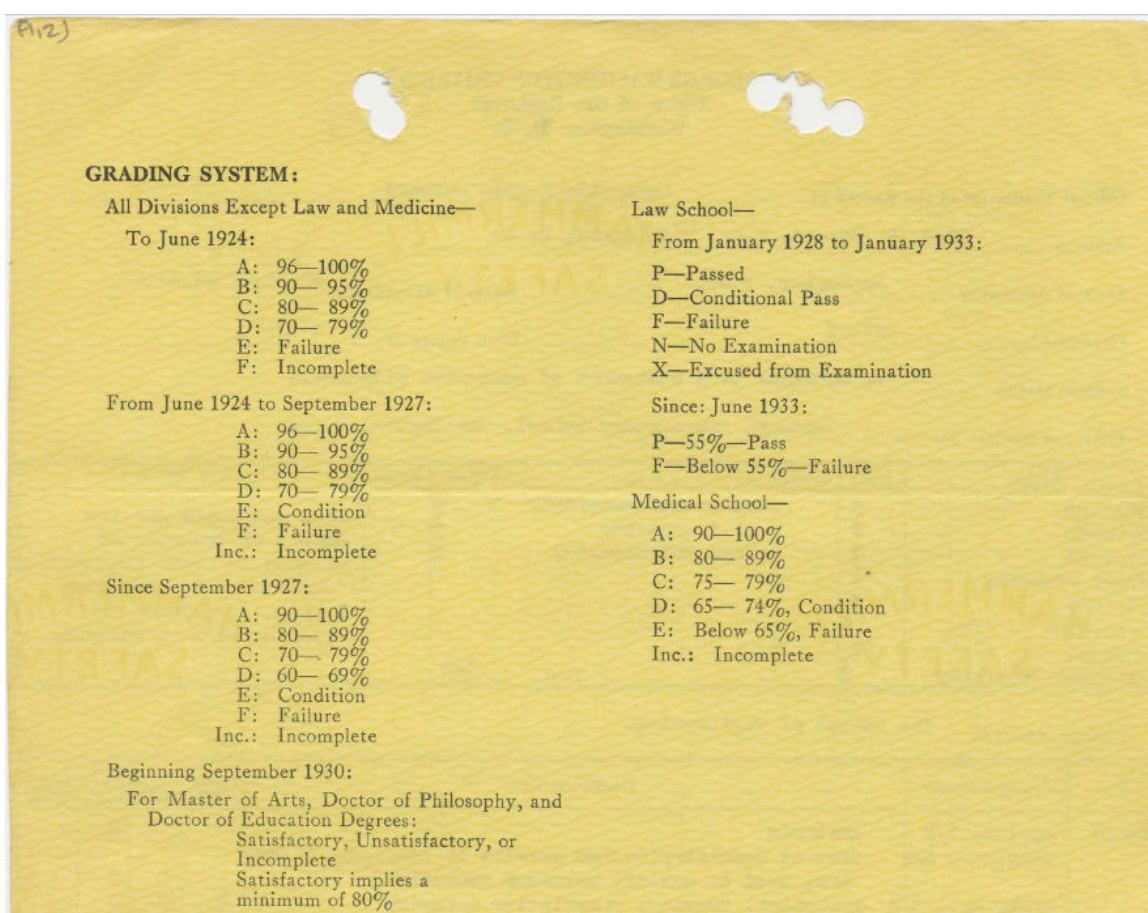 GRADING SYSTEM:
All Divisions Except Law and Medicine—
To June 1924:
A: 96—100%
B: 90— 95%
C: 80— 89%
D: 70— 79%
E: Failure
F: Incomplete
From June 1924 to September 1927:
A: 96—100%
B: 90— 95%
C: 80— 89%
D: 70— 79%
E: Condition
F: Failure
Inc.: Incomplete
Since September 1927:
A: 90—100%
B: 80— 89%
C: 70— 79%
D: 60— 69%
E: Condition
F: Failure
Inc.: Incomplete
Beginning September 1930:
For Master of Arts, Doctor of Philosophy, and
Doctor of Education Degrees:
Satisfactory, Unsatisfactory, or
Incomplete
Satisfactory implies a
minimum of 80%
Law School—
From January 1928 to January 1933:
P—Passed
D—Conditional Pass
F—Failure
N—No Examination
X—Excused from Examination
Since: June 1933:
P—55%—Pass
F—Below 55%—Failure
Medical School—
A: 90—100%
B: 80— 89%
C: 75— 79%
D: 65— 74%, Condition
E: Below 65%, Failure
Inc.: Incomplete